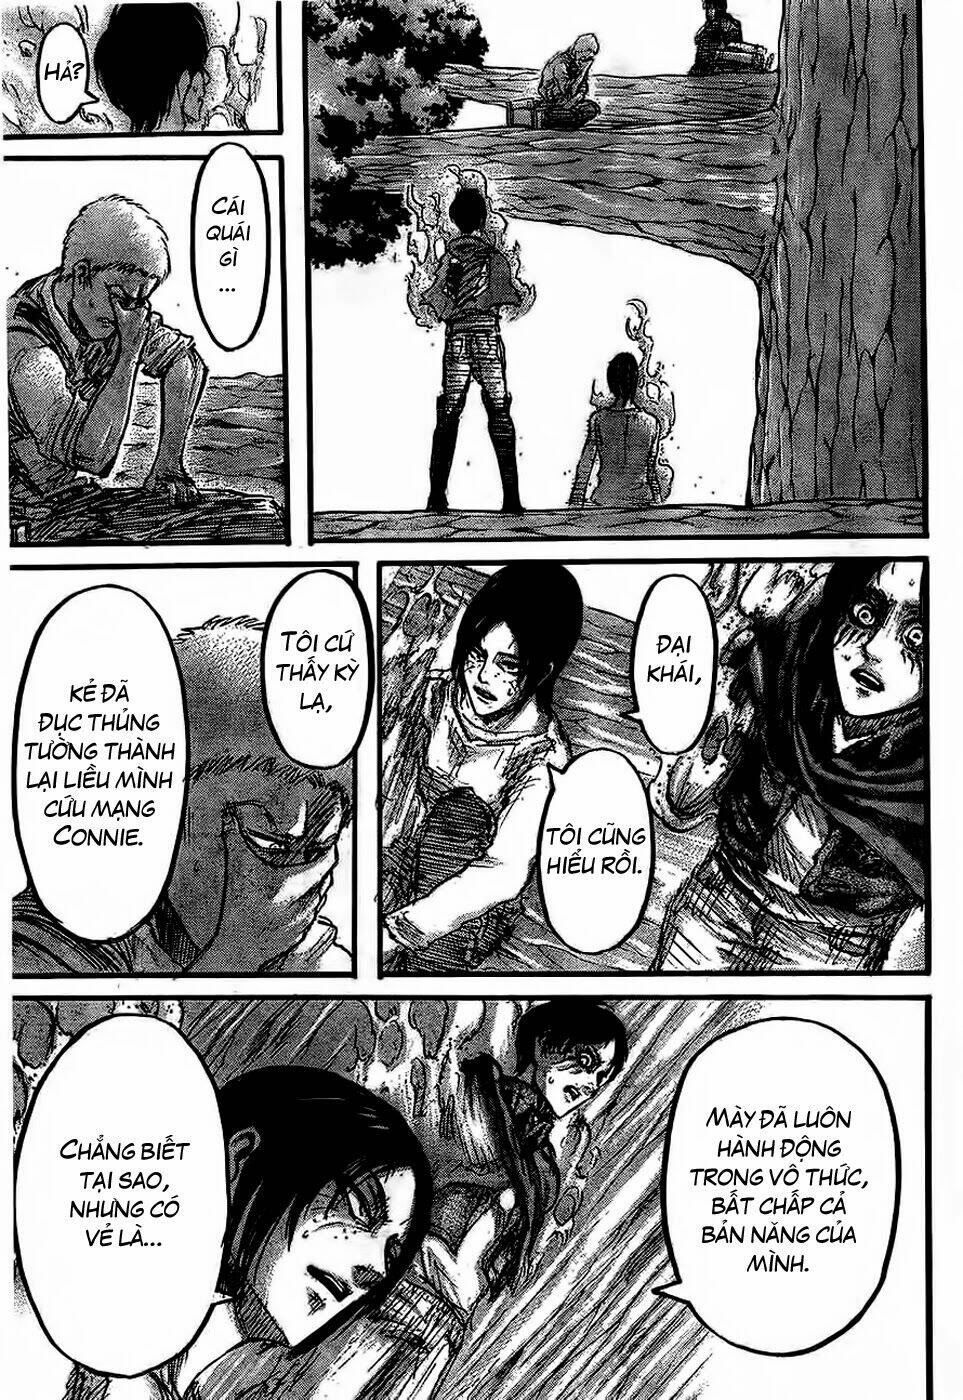 HẢ?
CÁI
QUÁI
GÌ
...
ĐẠI
KHÁI,
TÔI CŨNG
HIỂU RỒI.
TÔI CỨ
THẤY KỲ
LẠ,
KẺ ĐÃ
ĐỤC THỦNG
TƯỜNG THÀNH
LẠI LIỀU MÌNH
CỨU MẠNG
CONNIE.
MÀY ĐÃ LUÔN
HÀNH ĐỘNG
TRONG VÔ THỨC,
BẤT CHẤP CẢ
BẢN NĂNG CỦA
MÌNH.
CHẲNG BIẾT
TẠI SAO,
NHƯNG CÓ
VẺ LÀ...